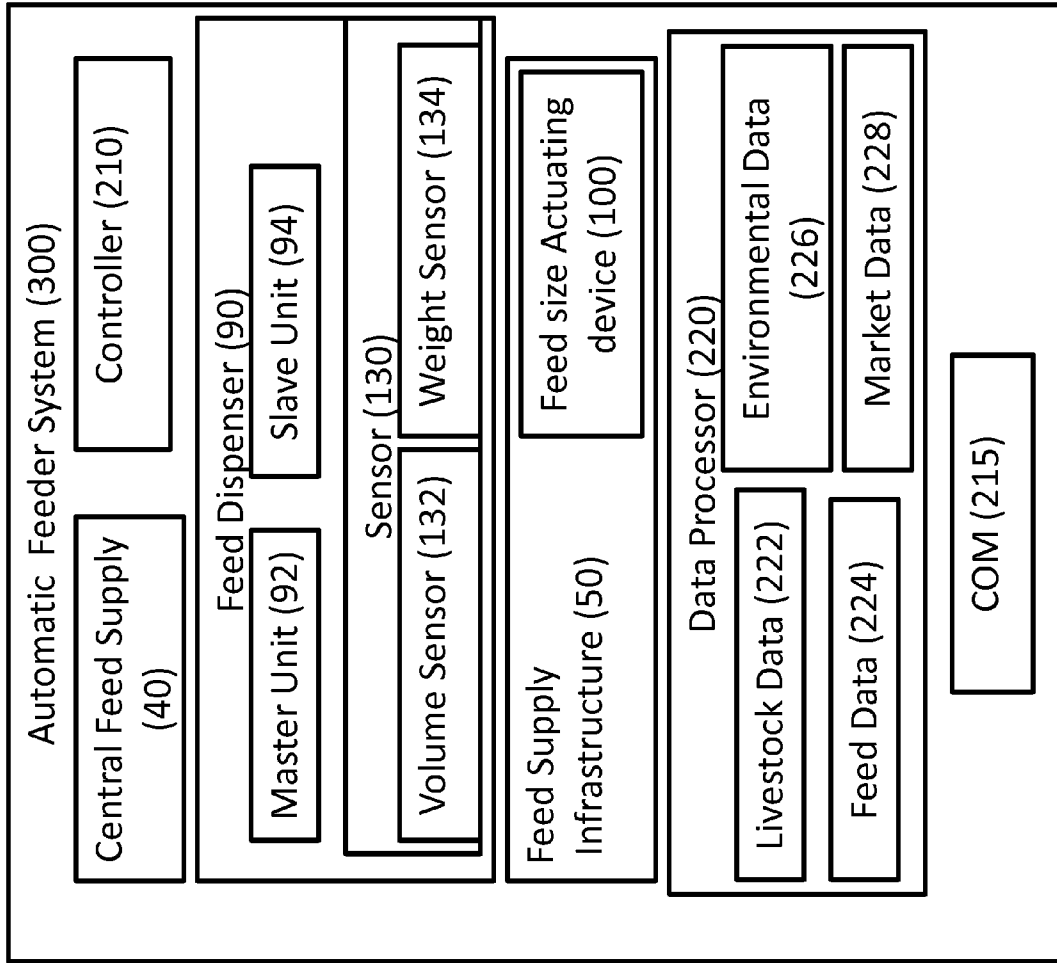 Automatic Feeder System (300)
Central Feed Supply
(40)
Controller (210)
Feed Dispenser (90)
Master Unit (92)
Slave Unit (94)
Sensor (130)
Volume Sensor (132)
Weight Sensor (134)
Feed Supply
Infrastructure (50)
Feed size Actuating
device (100)
Data Processor (220)
Livestock Data (222)
Feed Data (224)
Environmental Data
(226)
Market Data (228)
COM (215)